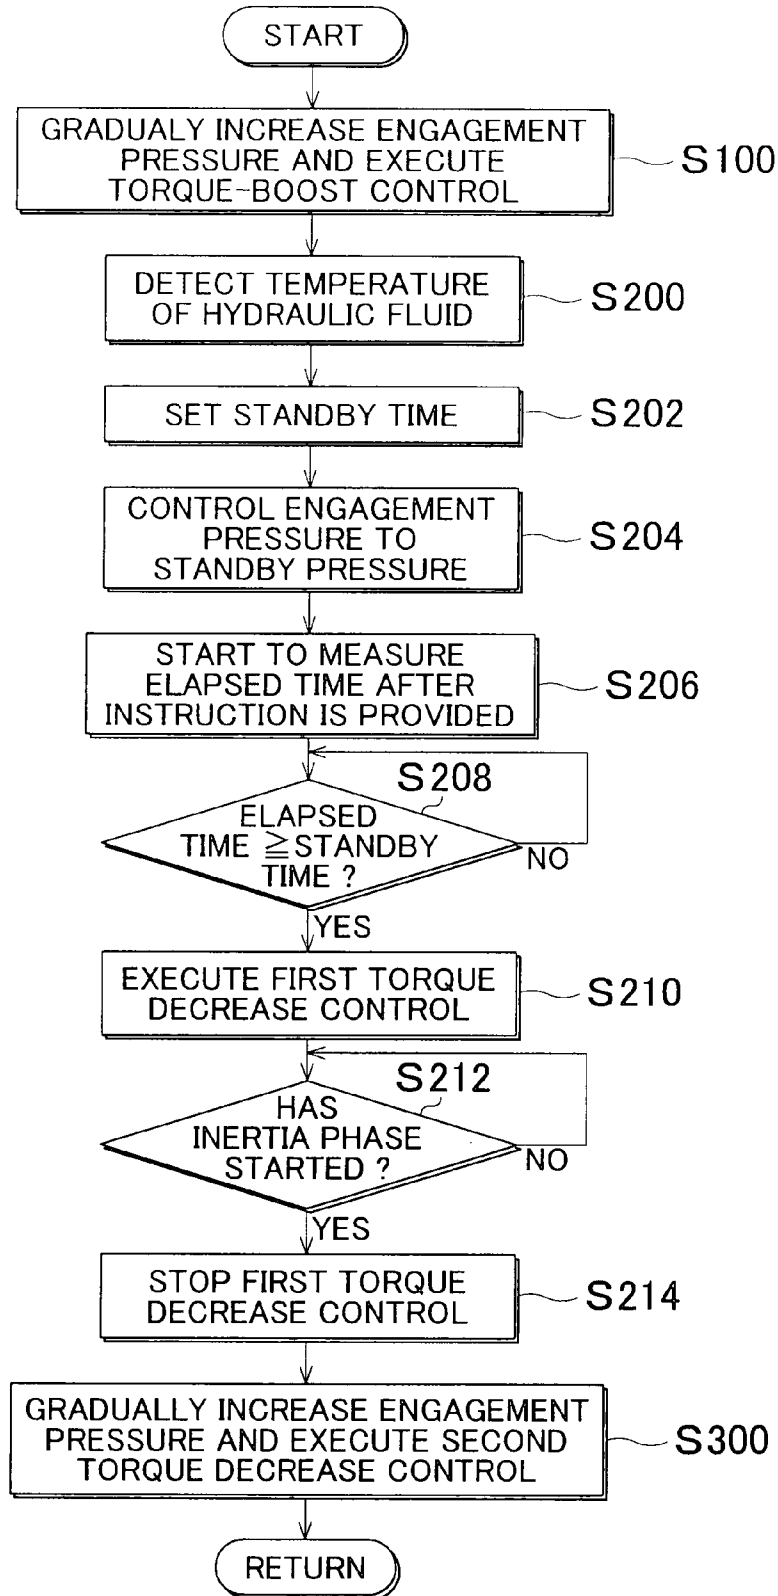 START
GRADUALY INCREASE ENGAGEMENT
PRESSURE AND EXECUTE
TORQUE-BOOST CONTROL
S100
DETECT TEMPERATURE
OF HYDRAULIC FLUID
S200
SET STANDBY TIME
S202
CONTROL ENGAGEMENT
PRESSURE TO
STANDBY PRESSURE
S204
START TO MEASURE
ELAPSED TIME AFTER
INSTRUCTION IS PROVIDED
S206
S208
ELAPSED
TIME ≧ STANDBY
TIME ?
NO
YES
EXECUTE FIRST TORQUE
DECREASE CONTROL
S210
S212
HAS
INERTIA PHASE
STARTED ?
NO
YES
STOP FIRST TORQUE
DECREASE CONTROL
S214
GRADUALLY INCREASE ENGAGEMENT
PRESSURE AND EXECUTE SECOND
TORQUE DECREASE CONTROL
S300
RETURN